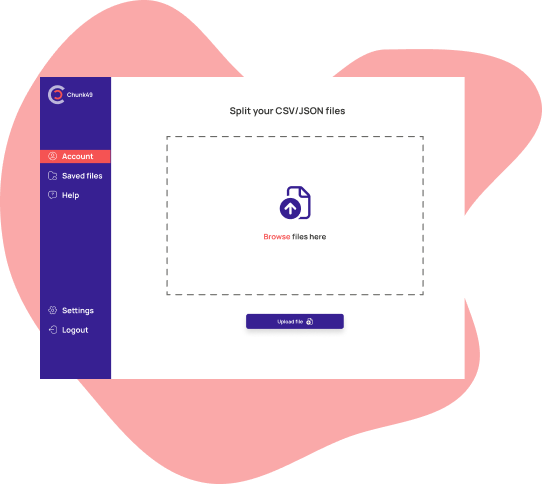 Chunk49
Account
Saved files
Help
Settings
Logout
Split your CSV/JSON files
Browse files here
Upload file